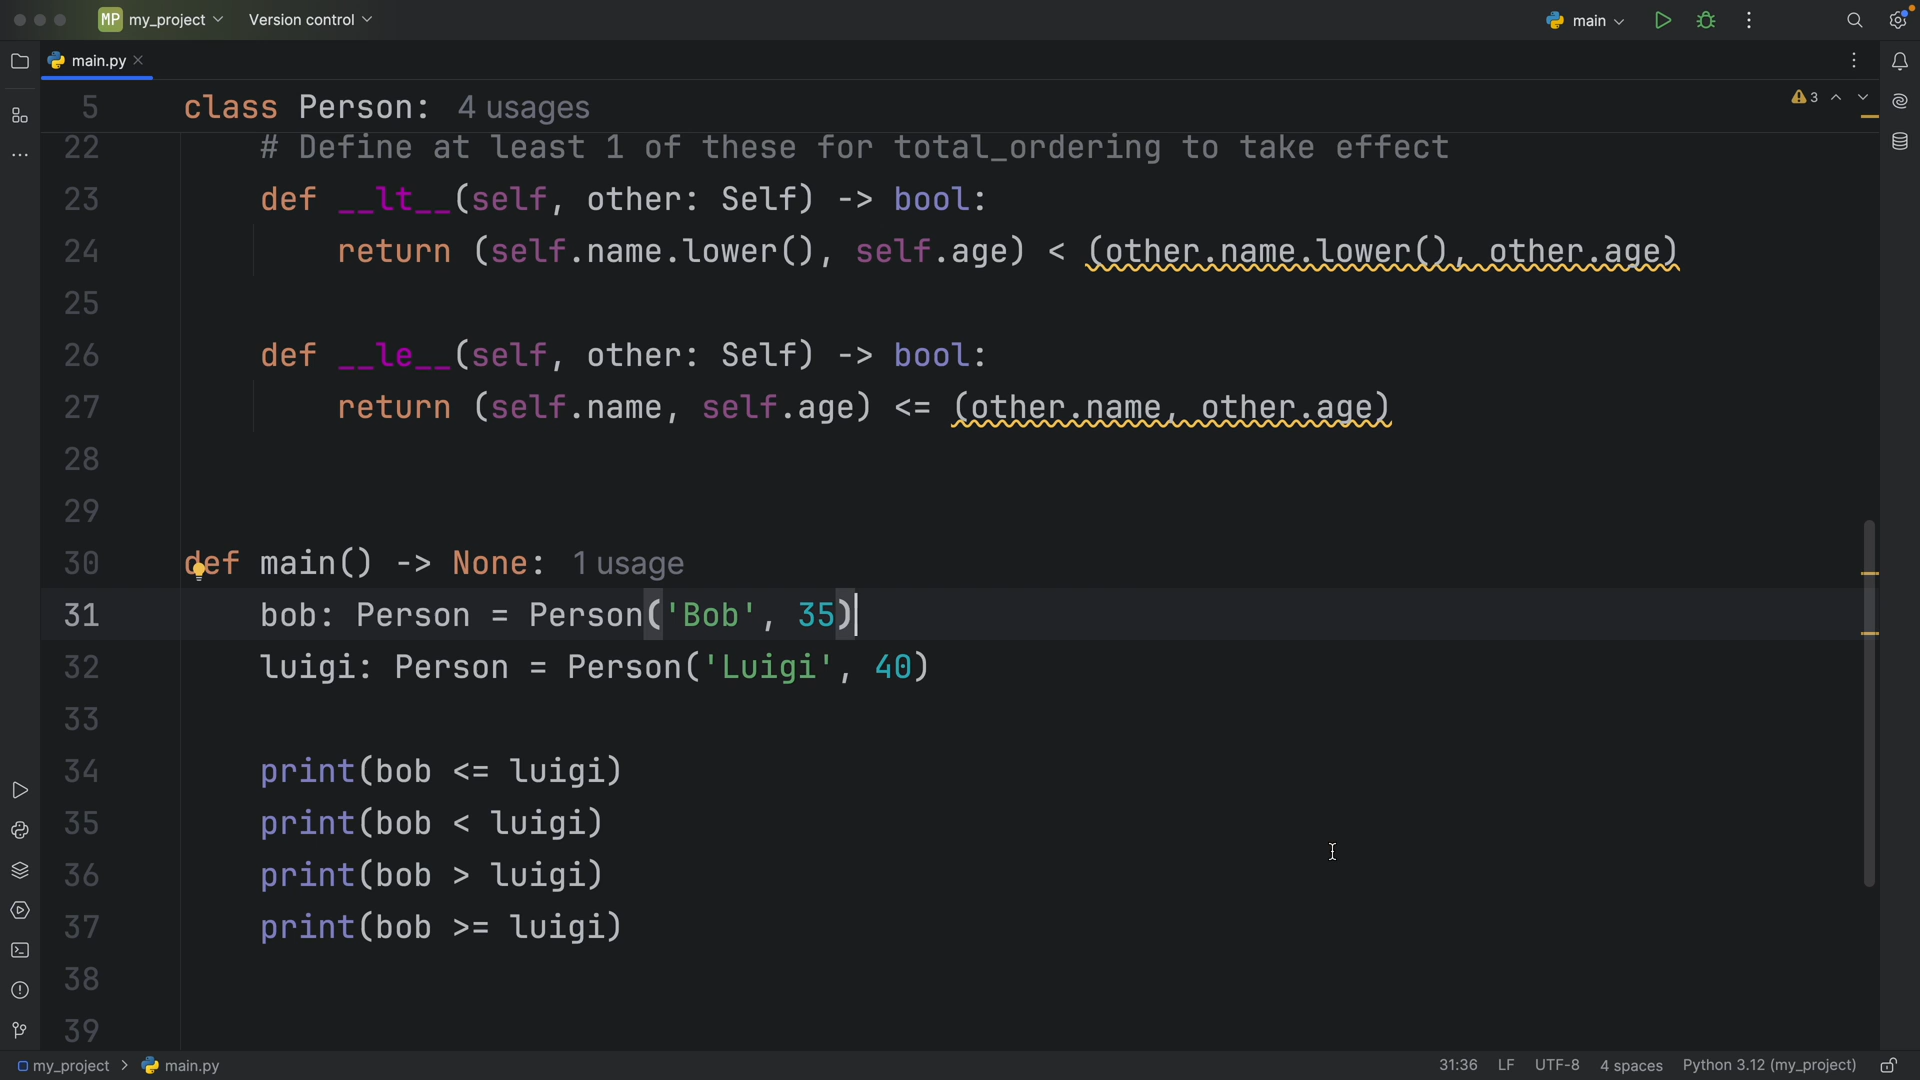 MP my_project Version control main
main.py
5 class Person: 4 usages 3
22 # Define at least 1 of these for total_ordering to take effect
23 def __lt__(self, other: Self) -> bool:
24 return (self.name.lower(), self.age) < (other.name.lower(), other.age)
25
26 def __le__(self, other: Self) -> bool:
27 return (self.name, self.age) <= (other.name, other.age)
28
29
30 def main() -> None: 1 usage
31 bob: Person = Person('Bob', 35)
32 luigi: Person = Person('Luigi', 40)
33
34 print(bob <= luigi)
35 print(bob < luigi)
36 print(bob > luigi)
37 print(bob >= luigi)
38
39
my_project > main.py 31:36 LF UTF-8 4 spaces Python 3.12 (my_project)